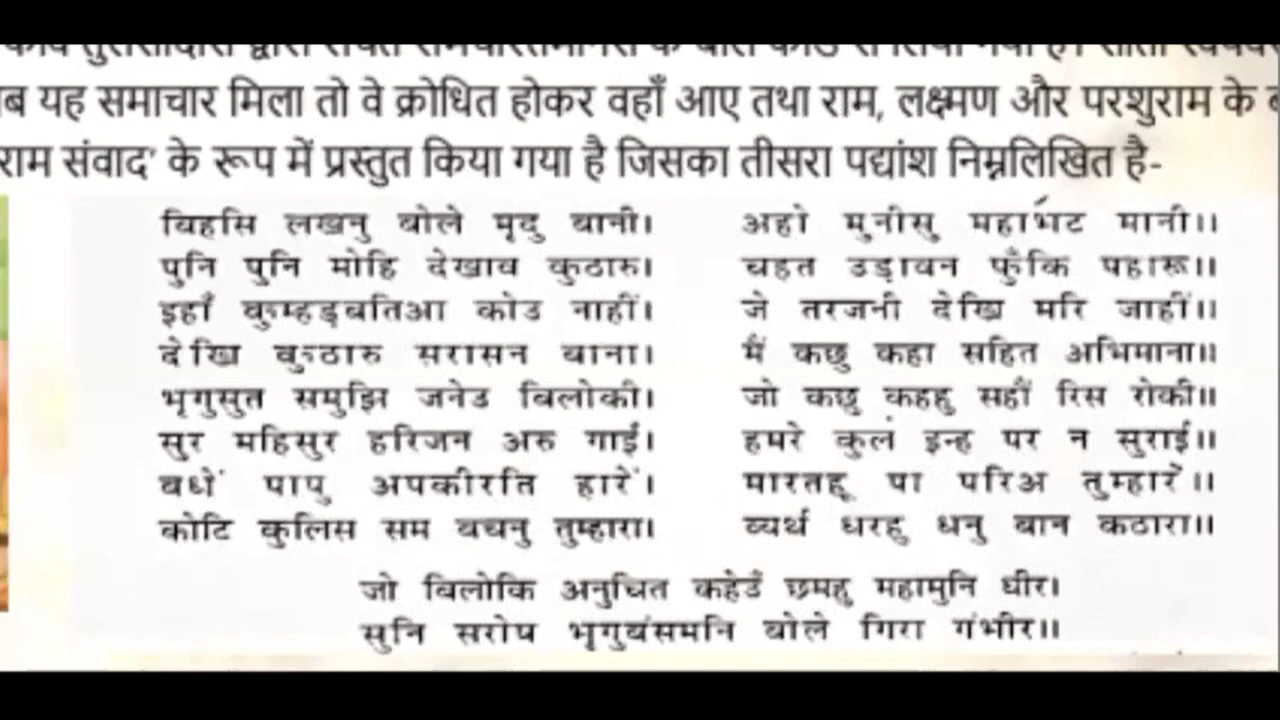 यह समाचार मिला तो वे क्रोधित होकर वहाँ आए तथा राम, लक्ष्मण और परशुराम के
राम संवाद' के रूप में प्रस्तुत किया गया है जिसका तीसरा पद्यांश निम्नलिखित है-
बिहसि लखनु बोले मृदु बानी। अहो मुनीसु महाभट मानी।।
पुनि पुनि मोहि देखाव कुठारु। चहत उड़ावन फूँकि पहारू॥
इहाँ कुम्हड़बतिआ कोउ नाहीं। जे तरजनी देखि मरि जाहीं॥
देखि कुठारु सरासन बाना। मैं कछु कहा सहित अभिमाना॥
भृगुसुत समुझि जनेउ बिलोकी। जो कछु कहहु सहौं रिस रोकी॥
सुर महिसुर हरिजन अरु गाई। हमरे कुल इन्ह पर न सुराई॥
बधें पापु अपकीरति हारें। मारतहू पा परिअ तुम्हारें।।
कोटि कुलिस सम बचनु तुम्हारा। ब्यर्थ धरहु धनु बान कठारा॥
जो बिलोकि अनुचित कहेउँ छमहु महामुनि धीर।
सुनि सरोष भृगुबंसमनि बोले गिरा गंभीर॥